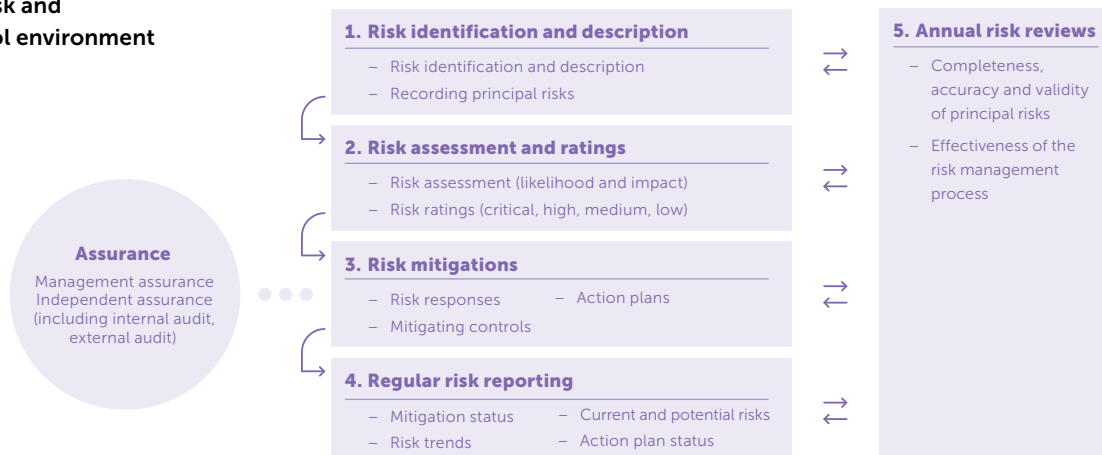 and
environment
1. Risk identification and description
– Risk identification and description
– Recording principal risks
2. Risk assessment and ratings
– Risk assessment (likelihood and impact)
– Risk ratings (critical, high, medium, low)
Assurance
Management assurance
Independent assurance
(including internal audit,
external audit)
3. Risk mitigations
– Risk responses
– Action plans
– Mitigating controls
4. Regular risk reporting
– Mitigation status
– Current and potential risks
– Risk trends
– Action plan status
5. Annual risk reviews
– Completeness,
accuracy and validity
of principal risks
– Effectiveness of the
risk management
process